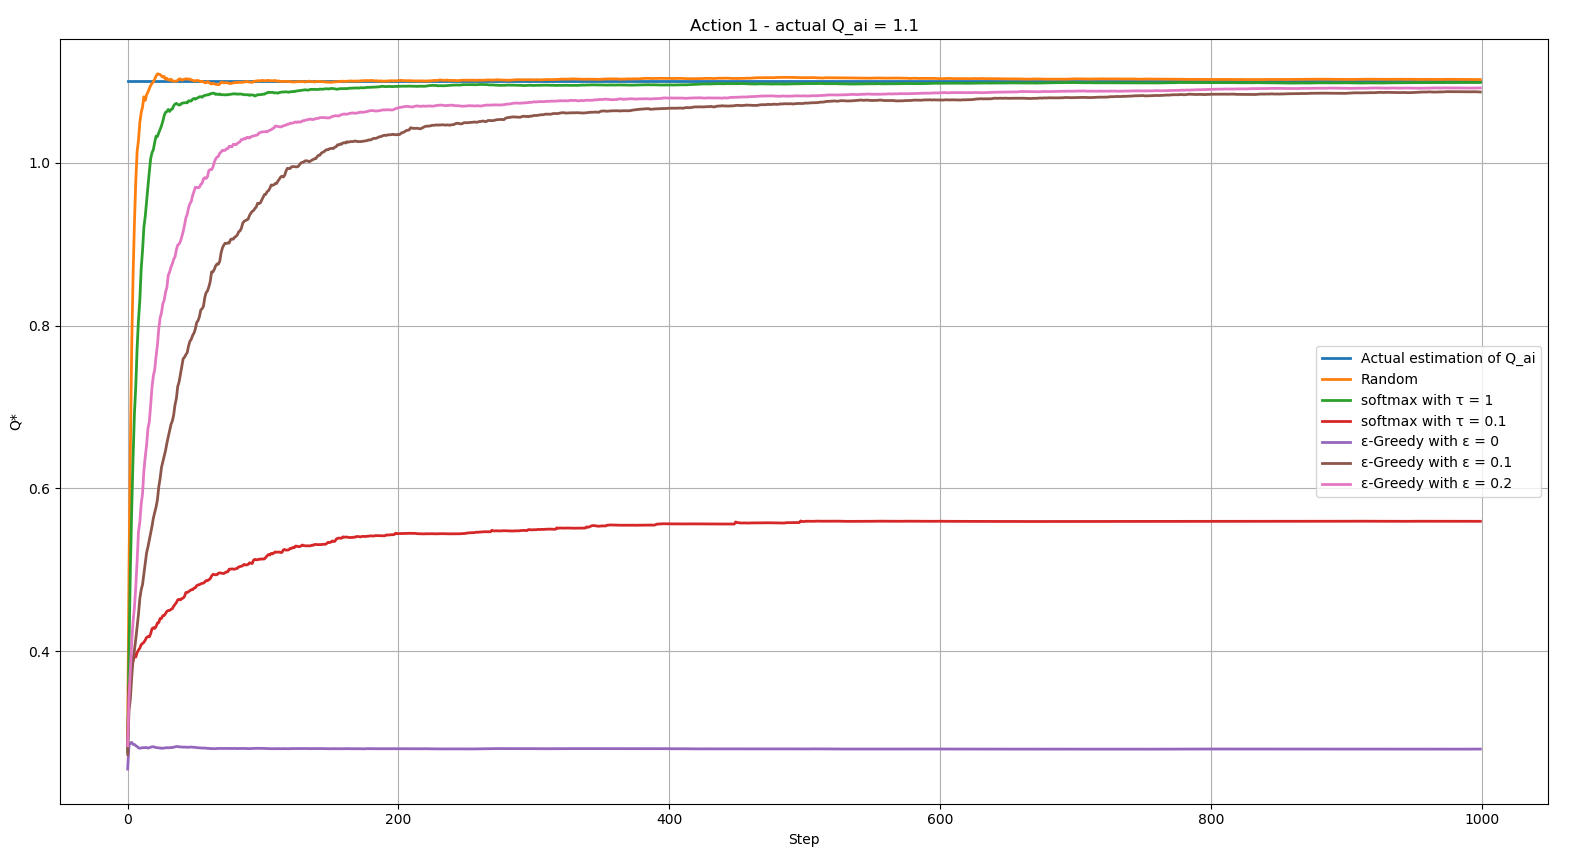 Action 1 - actual Q_ai = 1.1
Q*
1.0
0.8
0.6
0.4
Actual estimation of Q_ai
Random
softmax with τ = 1
softmax with τ = 0.1
ε-Greedy with ε = 0
ε-Greedy with ε = 0.1
ε-Greedy with ε = 0.2
0
200
400
600
800
1000
Step